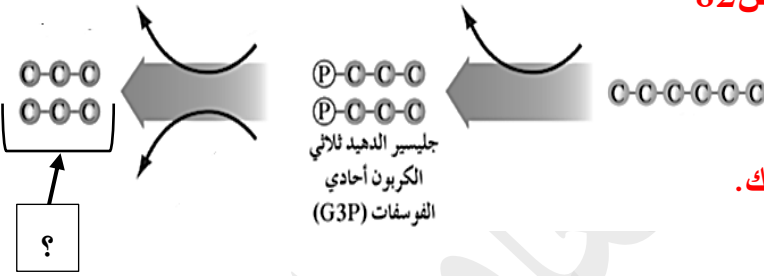 C-C-C
C-C-C
P-C-C-C
P-C-C-C
C-C-C-C-C-C
جليسير الدهيد ثلاثي
الكربون أحادي
الفوسفات (G3P)
ك.
؟